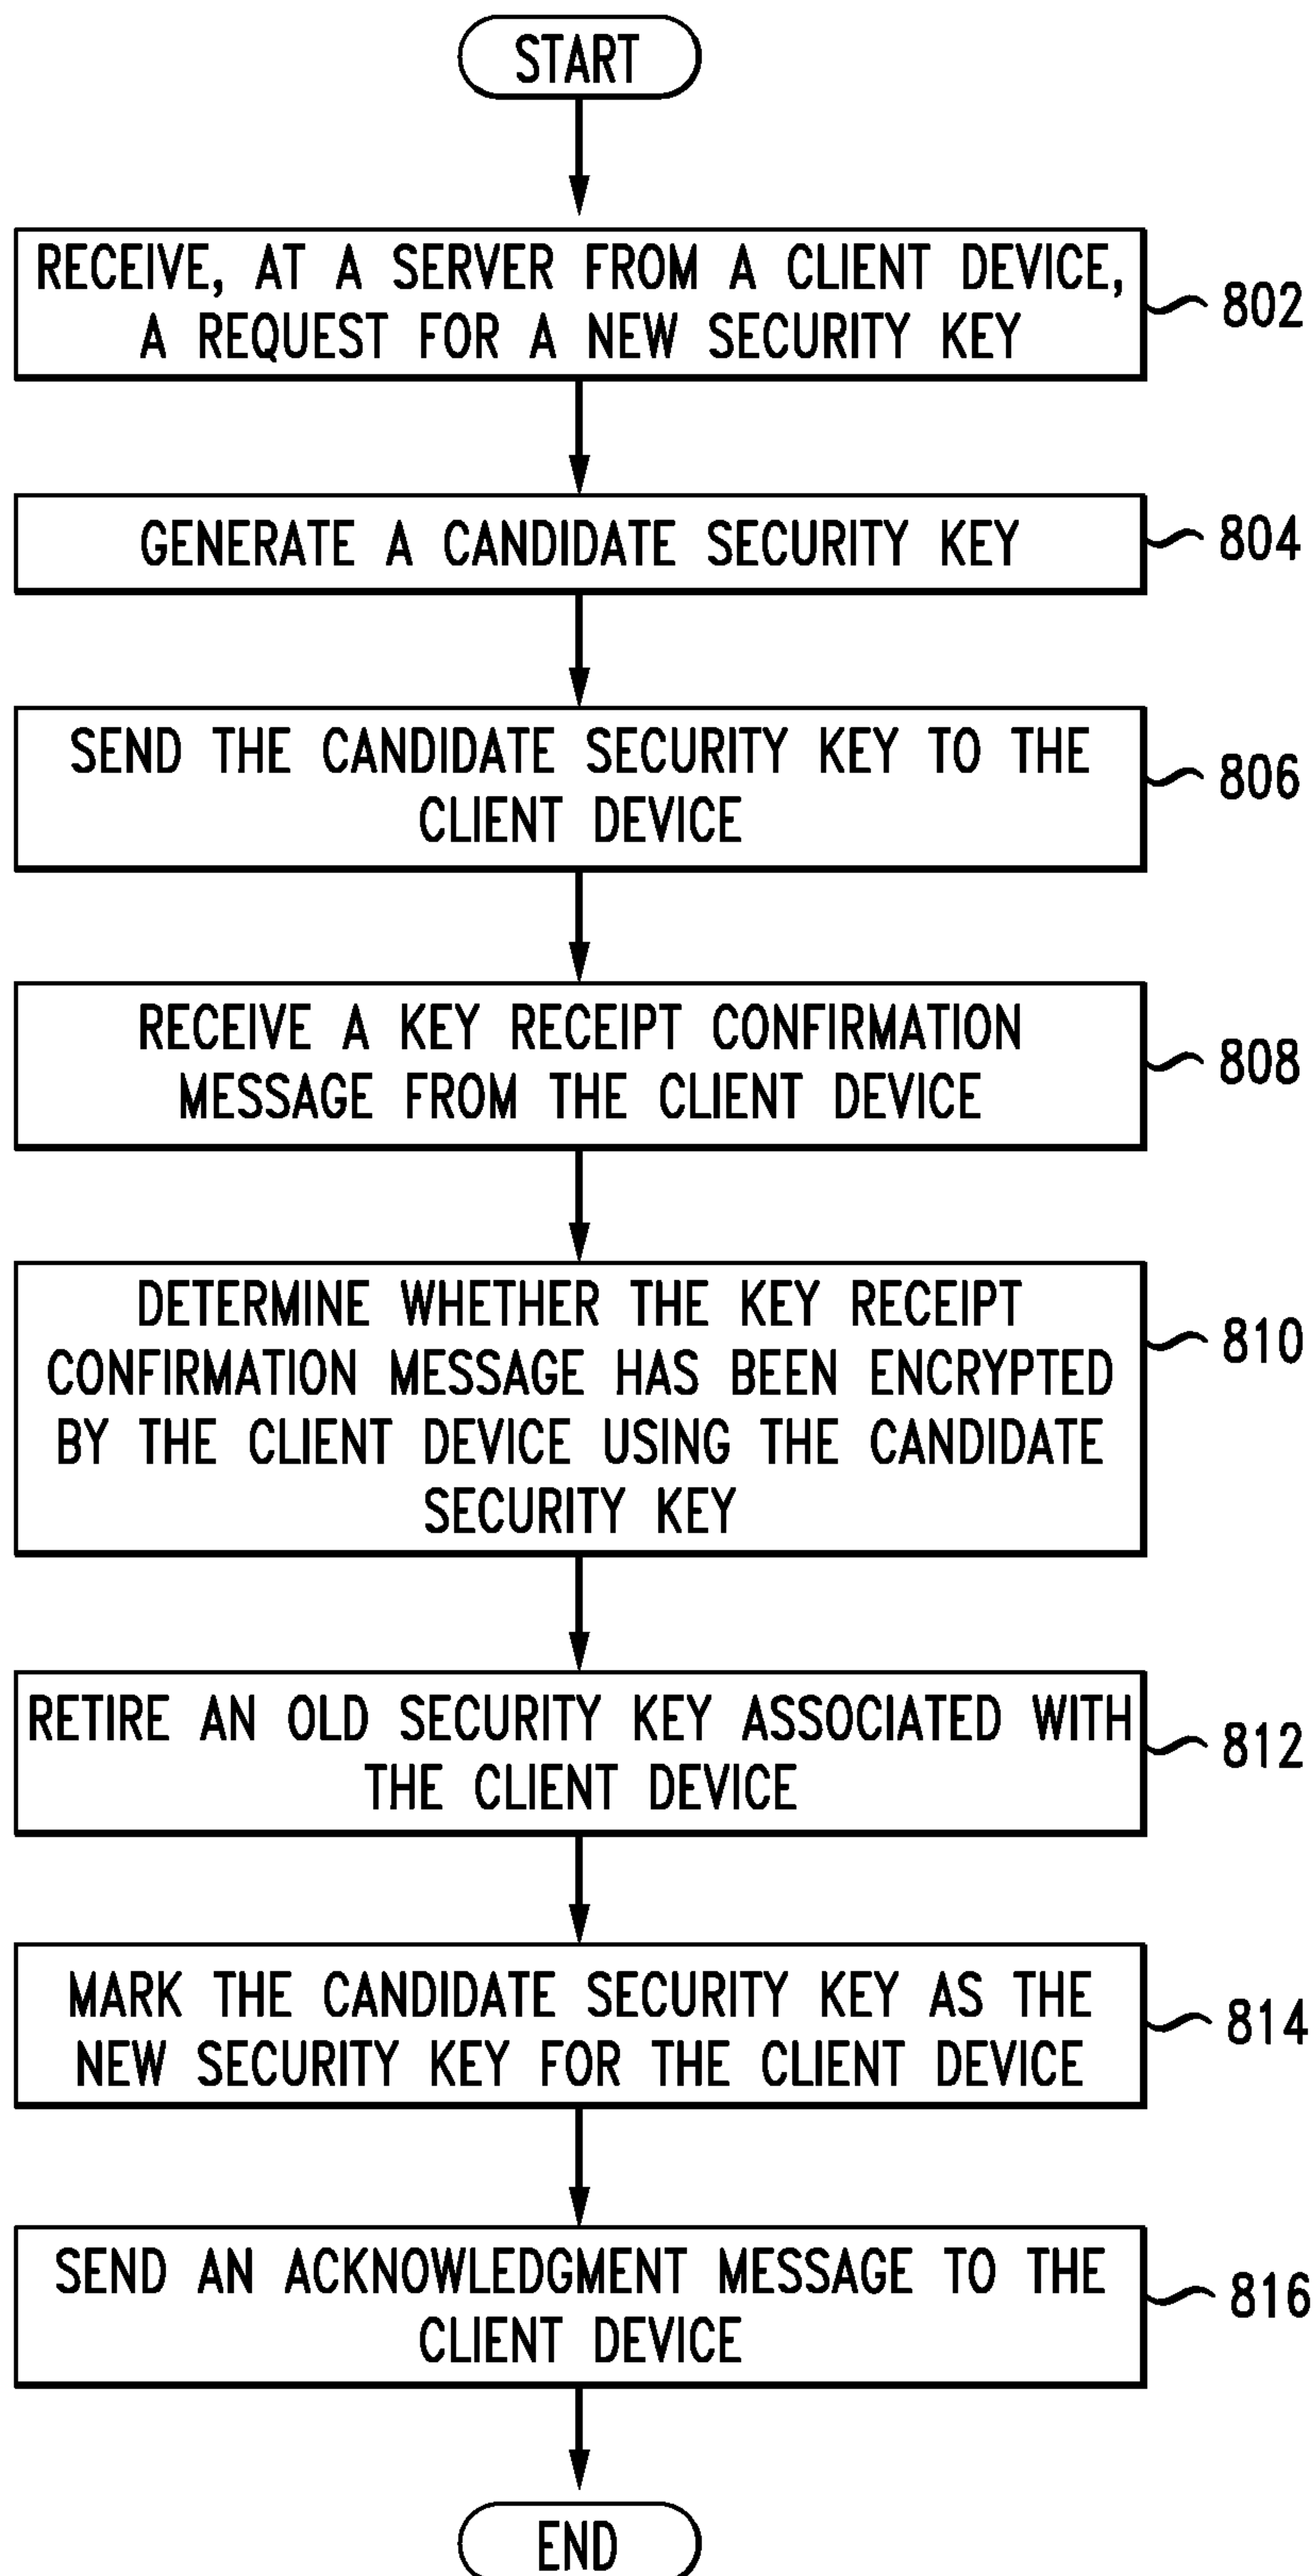 START
RECEIVE, AT A SERVER FROM A CLIENT DEVICE,
A REQUEST FOR A NEW SECURITY KEY
802
GENERATE A CANDIDATE SECURITY KEY
804
SEND THE CANDIDATE SECURITY KEY TO THE
CLIENT DEVICE
806
RECEIVE A KEY RECEIPT CONFIRMATION
MESSAGE FROM THE CLIENT DEVICE
808
DETERMINE WHETHER THE KEY RECEIPT
CONFIRMATION MESSAGE HAS BEEN ENCRYPTED
BY THE CLIENT DEVICE USING THE CANDIDATE
SECURITY KEY
810
RETIRE AN OLD SECURITY KEY ASSOCIATED WITH
THE CLIENT DEVICE
812
MARK THE CANDIDATE SECURITY KEY AS THE
NEW SECURITY KEY FOR THE CLIENT DEVICE
814
SEND AN ACKNOWLEDGMENT MESSAGE TO THE
CLIENT DEVICE
816
END